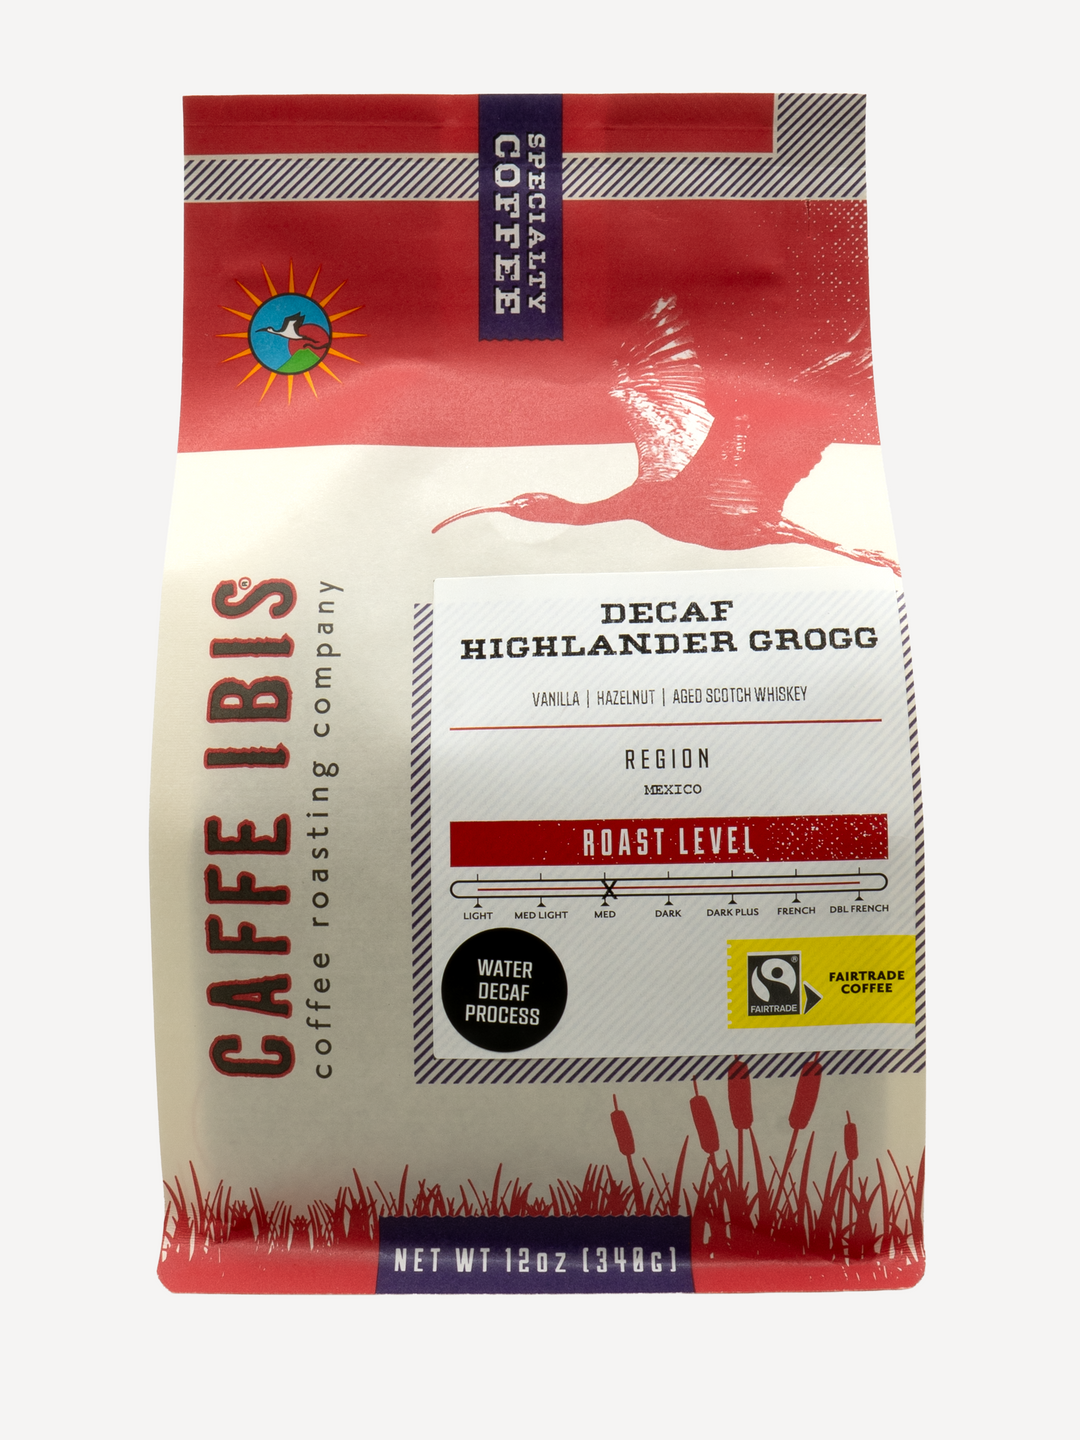 SPECIALTY
COFFEE
CAFFE IBIS®
coffee roasting company
DECAF
HIGHLANDER GROGG
VANILLA | HAZELNUT | AGED SCOTCH WHISKEY
REGION
MEXICO
ROAST LEVEL
X
LIGHT MED LIGHT MED DARK DARK PLUS FRENCH DBL FRENCH
WATER
DECAF
PROCESS
®
FAIRTRADE
FAIRTRADE
COFFEE
NET WT 12oz (340G)